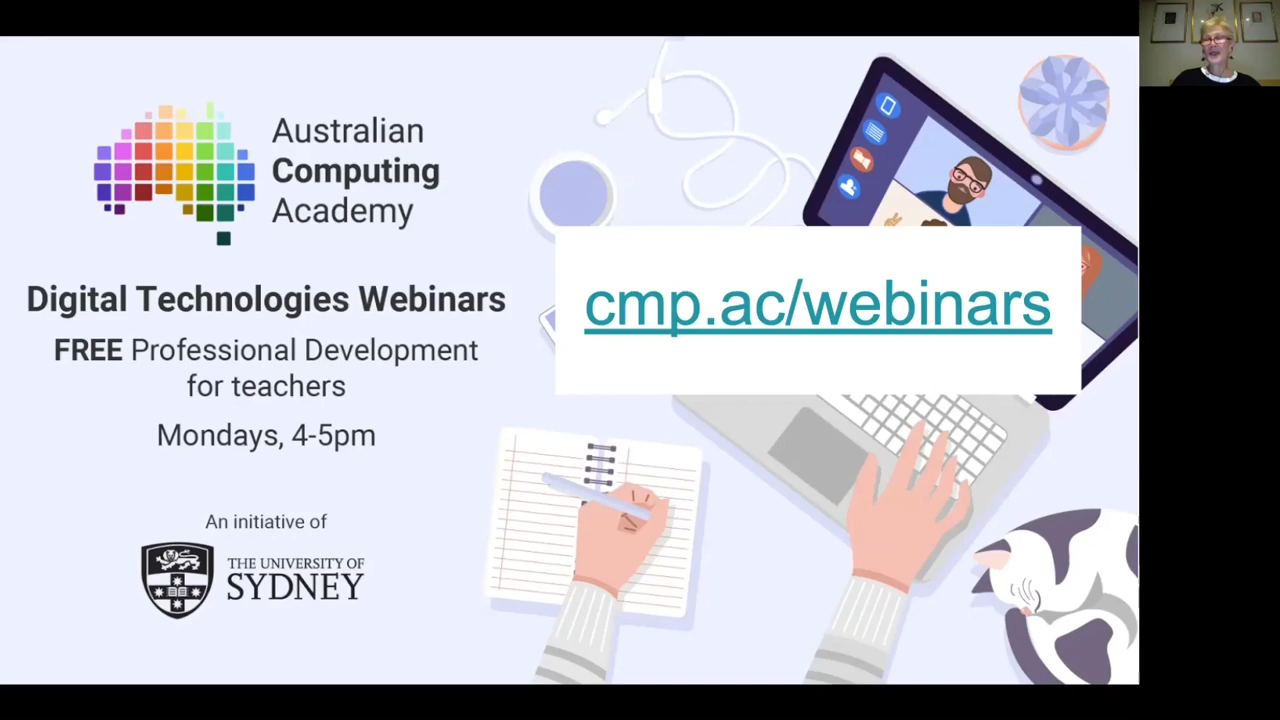 Australian
Computing
Academy
Digital Technologies Webinars
FREE Professional Development
for teachers
Mondays, 4-5pm
An initiative of
THE UNIVERSITY OF
SYDNEY
cmp.ac/webinars